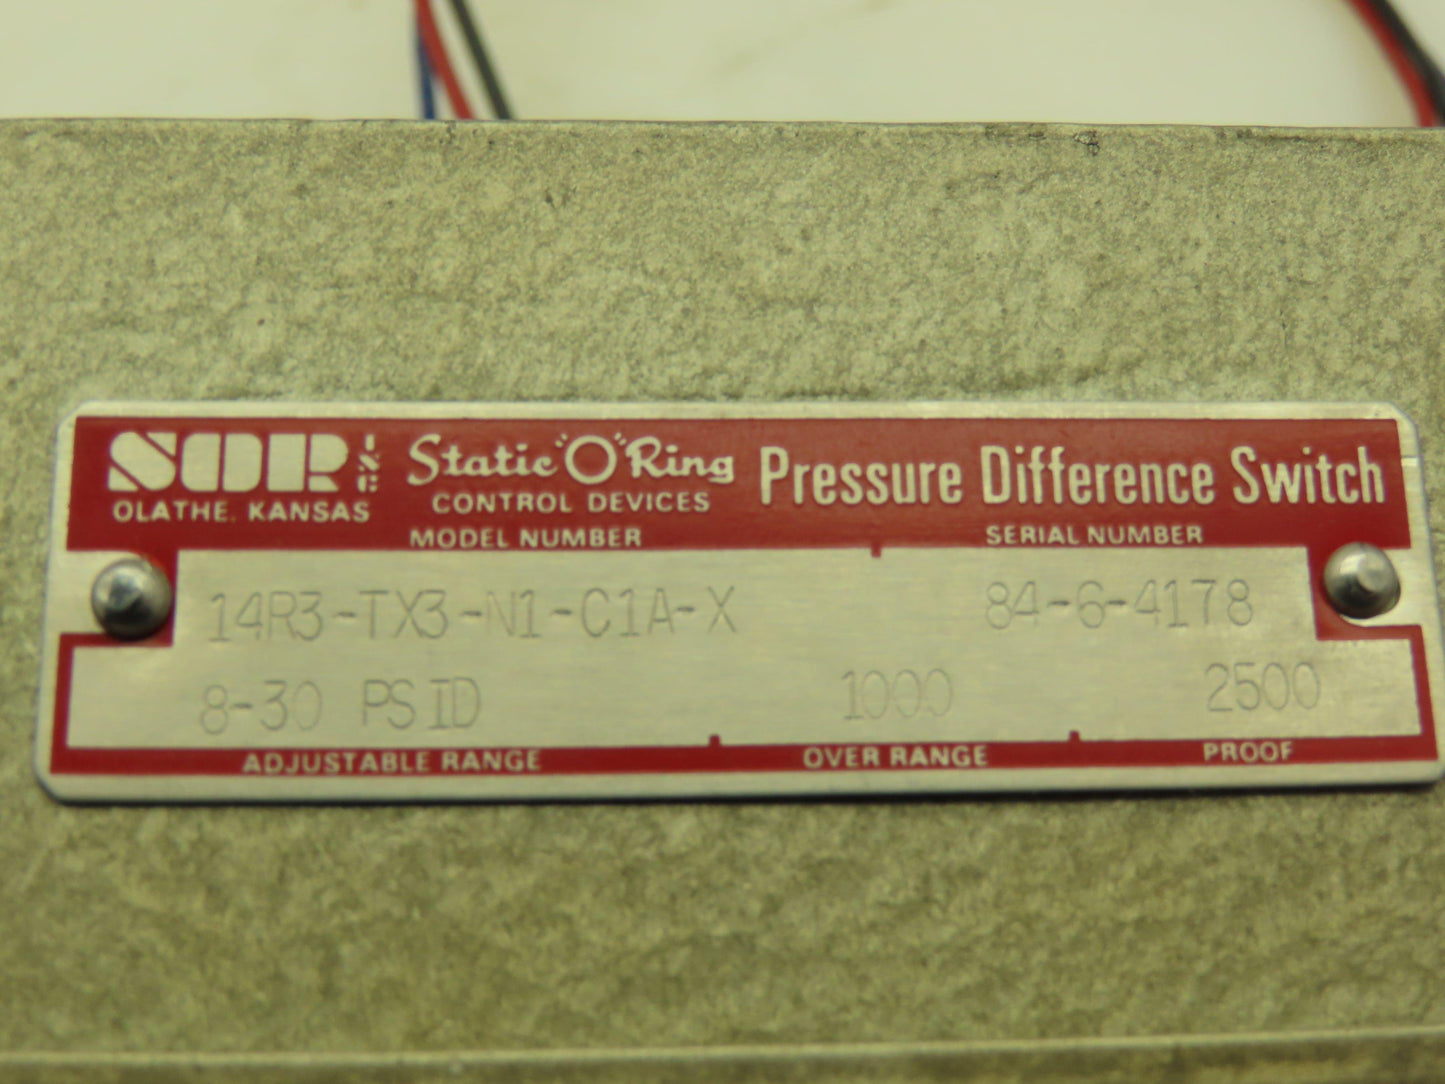 SOR INC Static "O" Ring Pressure Difference Switch
OLATHE, KANSAS CONTROL DEVICES
MODEL NUMBER SERIAL NUMBER
14R3-TX3-N1-C1A-X 84-6-4178
8-30 PSID 1000 2500
ADJUSTABLE RANGE OVER RANGE PROOF